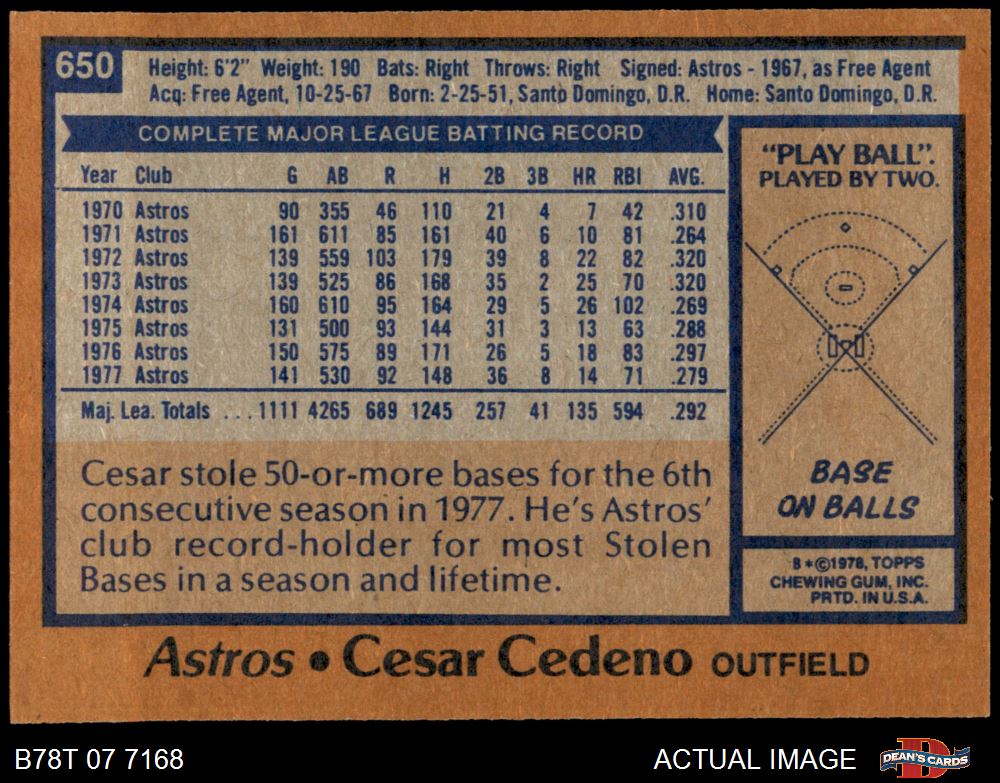 650
Height: 6'2" Weight: 190 Bats: Right Throws: Right Signed: Astros - 1967, as Free Agent
Acq: Free Agent, 10-25-67 Born: 2-25-51, Santo Domingo, D.R. Home: Santo Domingo, D.R.
COMPLETE MAJOR LEAGUE BATTING RECORD
Year Club G AB R H 2B 3B HR RBI AVG.
1970 Astros 90 355 46 110 21 4 7 42 .310
1971 Astros 161 611 85 161 40 6 10 81 .264
1972 Astros 139 559 103 179 39 8 22 82 .320
1973 Astros 139 525 86 168 35 2 25 70 .320
1974 Astros 160 610 95 164 29 5 26 102 .269
1975 Astros 131 500 93 144 31 3 13 63 .288
1976 Astros 150 575 89 171 26 5 18 83 .297
1977 Astros 141 530 92 148 36 8 14 71 .279
Maj. Lea. Totals ...1111 4265 689 1245 257 41 135 594 .292
Cesar stole 50-or-more bases for the 6th
consecutive season in 1977. He's Astros'
club record-holder for most Stolen
Bases in a season and lifetime.
"PLAY BALL".
PLAYED BY TWO.
BASE
ON BALLS
B*©1978, TOPPS
CHEWING GUM, INC.
PRTD. IN U.S.A.
Astros • Cesar Cedeno OUTFIELD
B78T 07 7168
ACTUAL IMAGE
DEAN'S CARDS